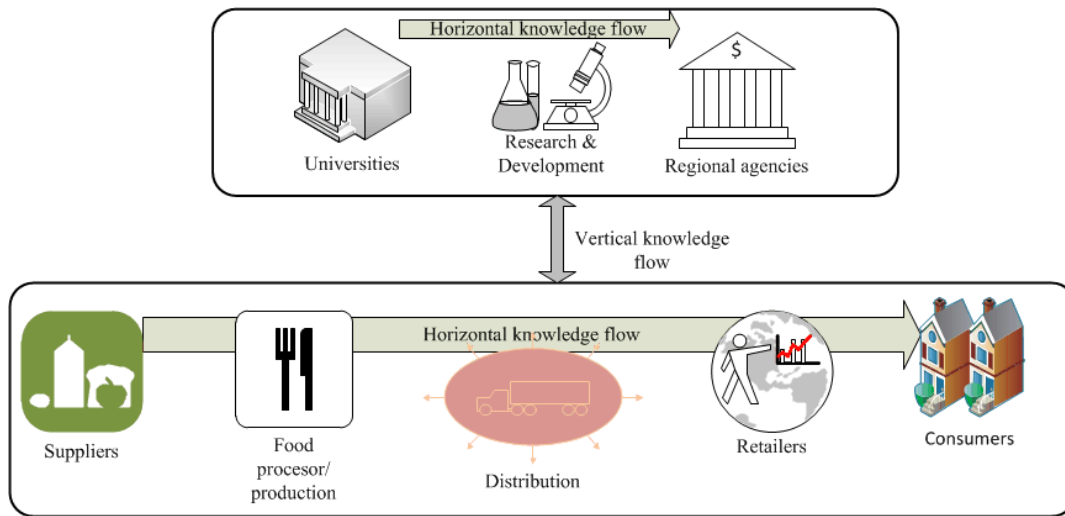 Horizontal knowledge flow
$
Universities
Research &
Development
Regional agencies
Vertical knowledge
flow
Horizontal knowledge flow
Suppliers
Food
procesor/
production
Distribution
Retailers
Consumers